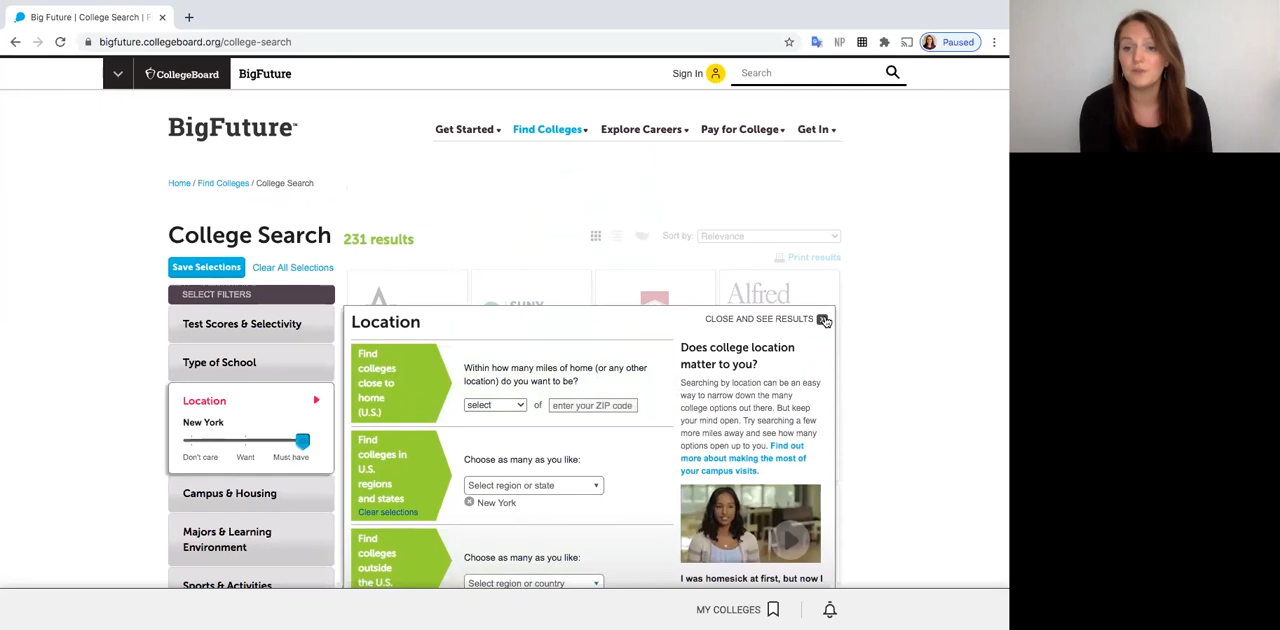 Big Future | College Search | F
bigfuture.collegeboard.org/college-search
NP
Paused
CollegeBoard
BigFuture
Sign In
Search
BigFuture
Get Started
Find Colleges
Explore Careers
Pay for College
Get In
Home / Find Colleges / College Search
College Search
231 results
Sort by:
Relevance
Save Selections
Clear All Selections
Print results
SELECT FILTERS
Test Scores & Selectivity
Type of School
Location
New York
Don't care
Want
Must have
Campus & Housing
Majors & Learning
Environment
Sports & Activities
SUNY
Alfred
Location
CLOSE AND SEE RESULTS
Find
colleges
close to
home
(U.S.)
Within how many miles of home (or any other
location) do you want to be?
select
of
enter your ZIP code
Find
colleges in
U.S.
regions
and states
Clear selections
Choose as many as you like:
Select region or state
New York
Find
colleges
outside
the U.S.
Choose as many as you like:
Select region or country
Does college location
matter to you?
Searching by location can be an easy
way to narrow down the many
college options out there. But keep
your mind open. Try searching a few
more miles away and see how many
options open up to you. Find out
more about making the most of
your campus visits.
I was homesick at first, but now I
MY COLLEGES